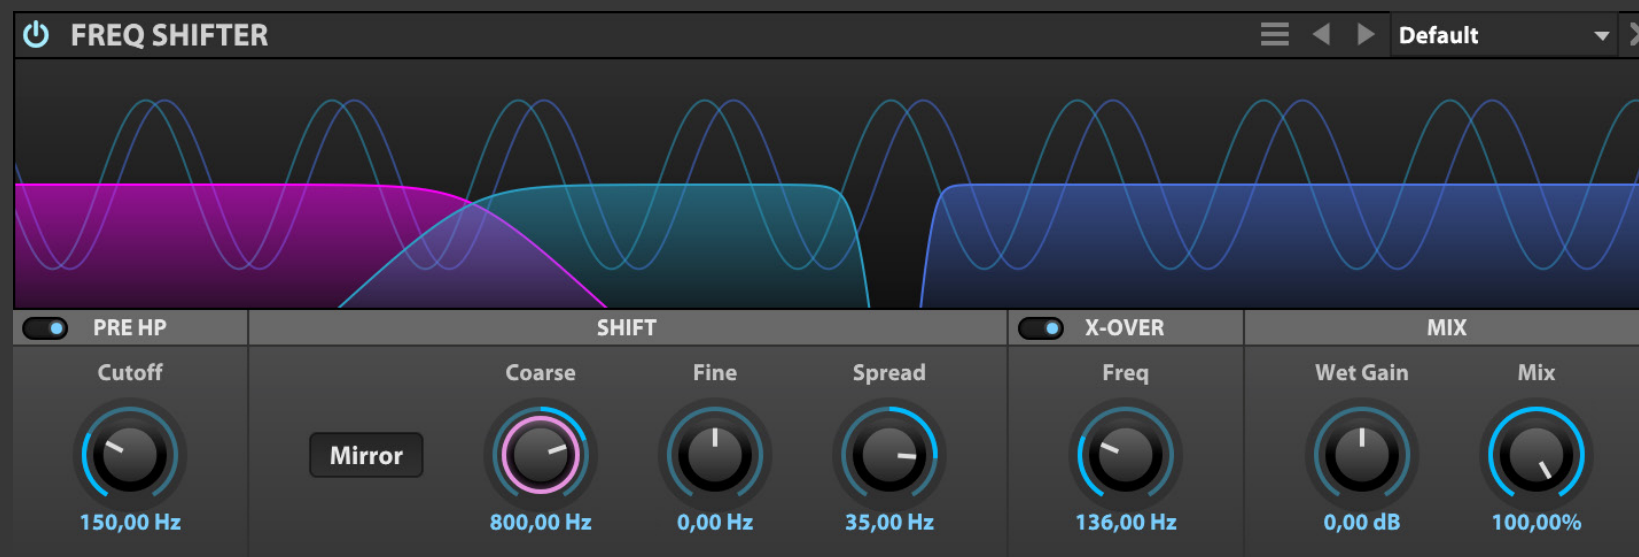 FREQ SHIFTER
Default
PRE HP
SHIFT
X-OVER
MIX
Cutoff
Coarse
Fine
Spread
Freq
Wet Gain
Mix
Mirror
150,00 Hz
800,00 Hz
0,00 Hz
35,00 Hz
136,00 Hz
0,00 dB
100,00%